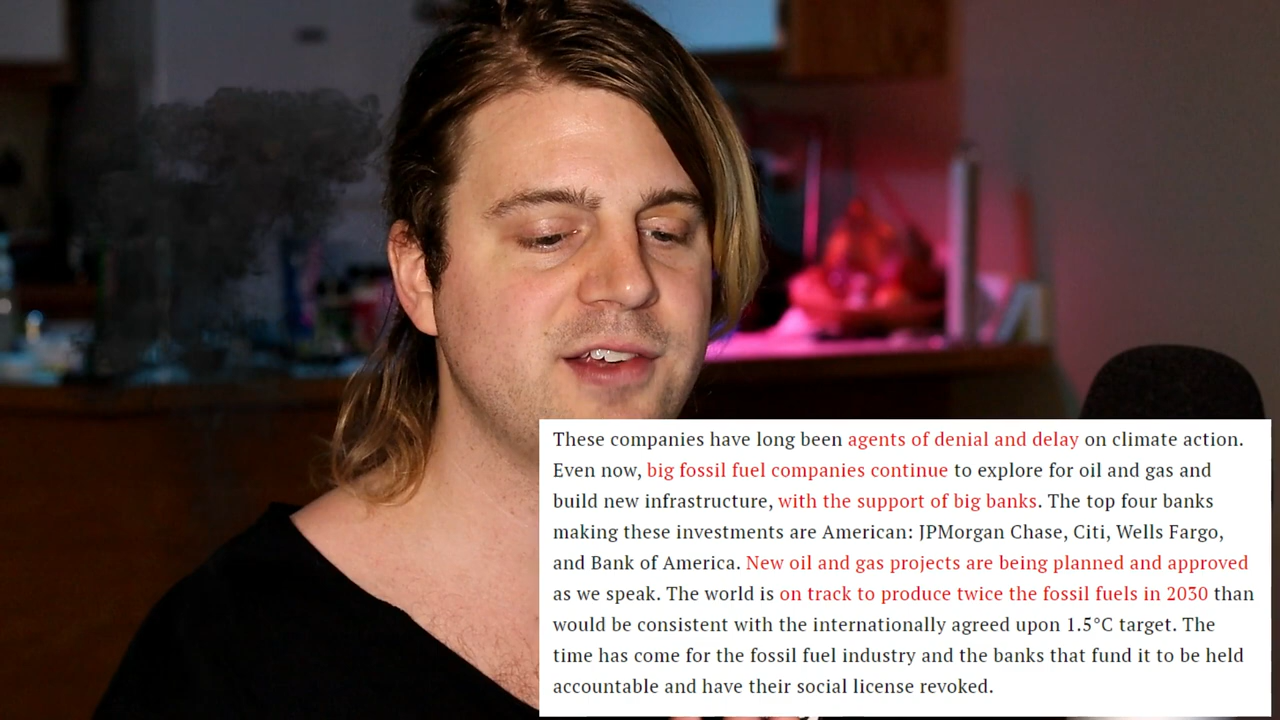 These companies have long been agents of denial and delay on climate action.
Even now, big fossil fuel companies continue to explore for oil and gas and
build new infrastructure, with the support of big banks. The top four banks
making these investments are American: JPMorgan Chase, Citi, Wells Fargo,
and Bank of America. New oil and gas projects are being planned and approved
as we speak. The world is on track to produce twice the fossil fuels in 2030 than
would be consistent with the internationally agreed upon 1.5°C target. The
time has come for the fossil fuel industry and the banks that fund it to be held
accountable and have their social license revoked.